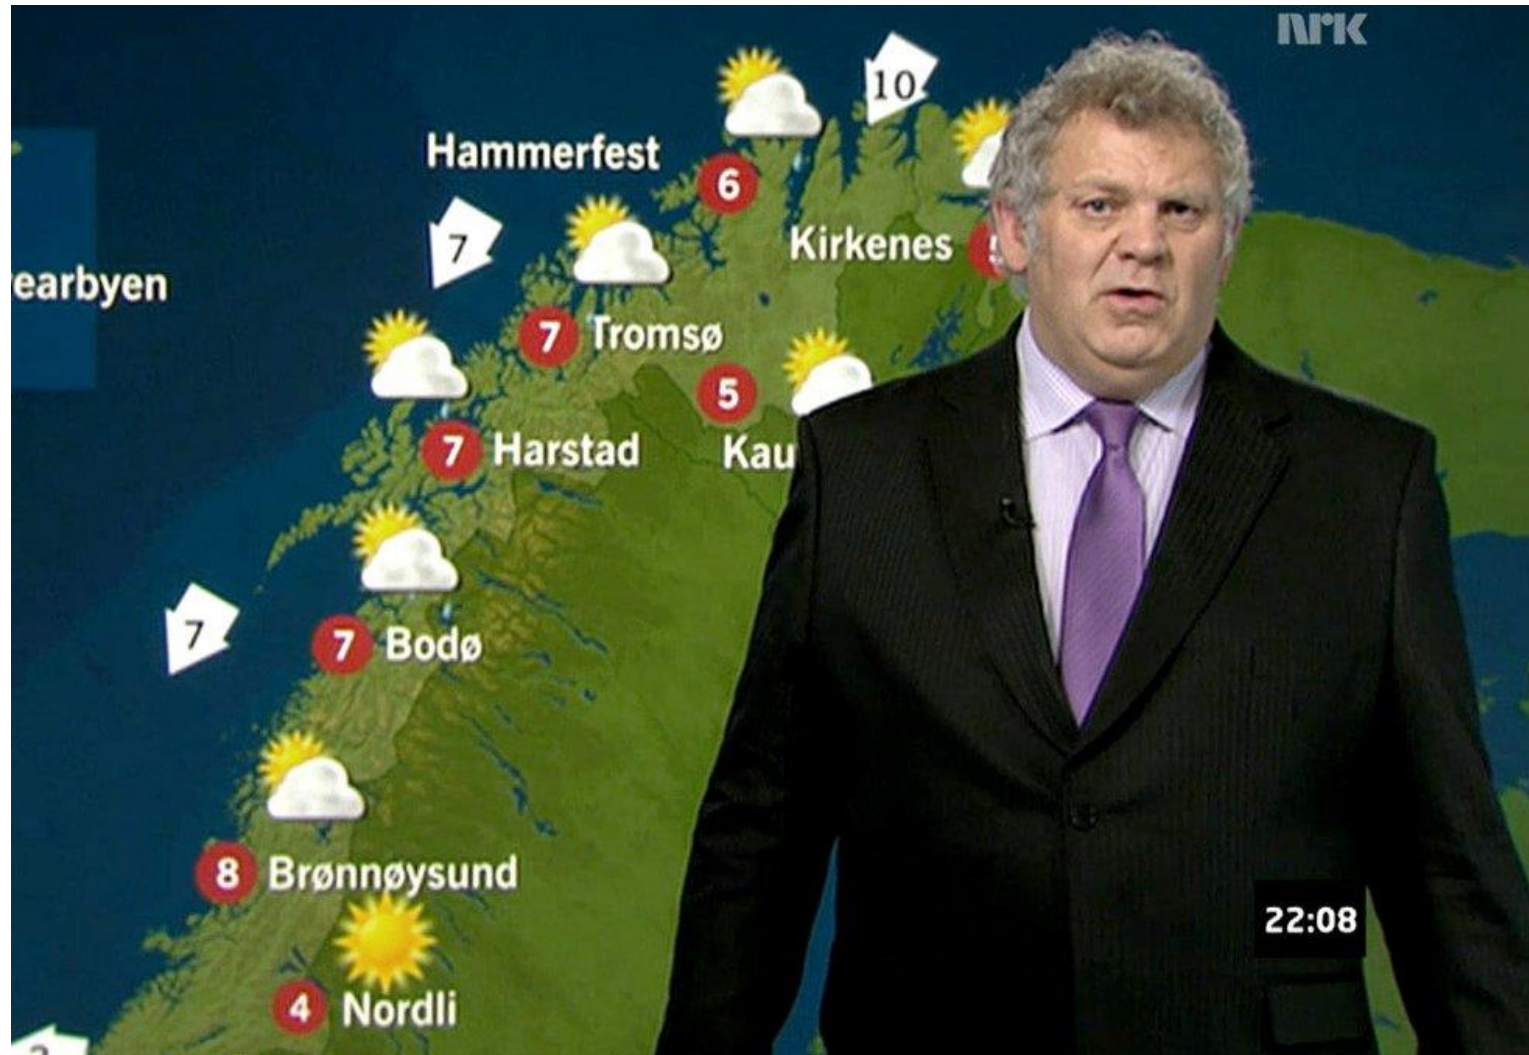 nrk
10
Hammerfest
6
7
Kirkenes
earbyen
7
Tromsø
5
7
Harstad
Kau
7
7
Bodø
8
Brønnøysund
22:08
4
Nordli